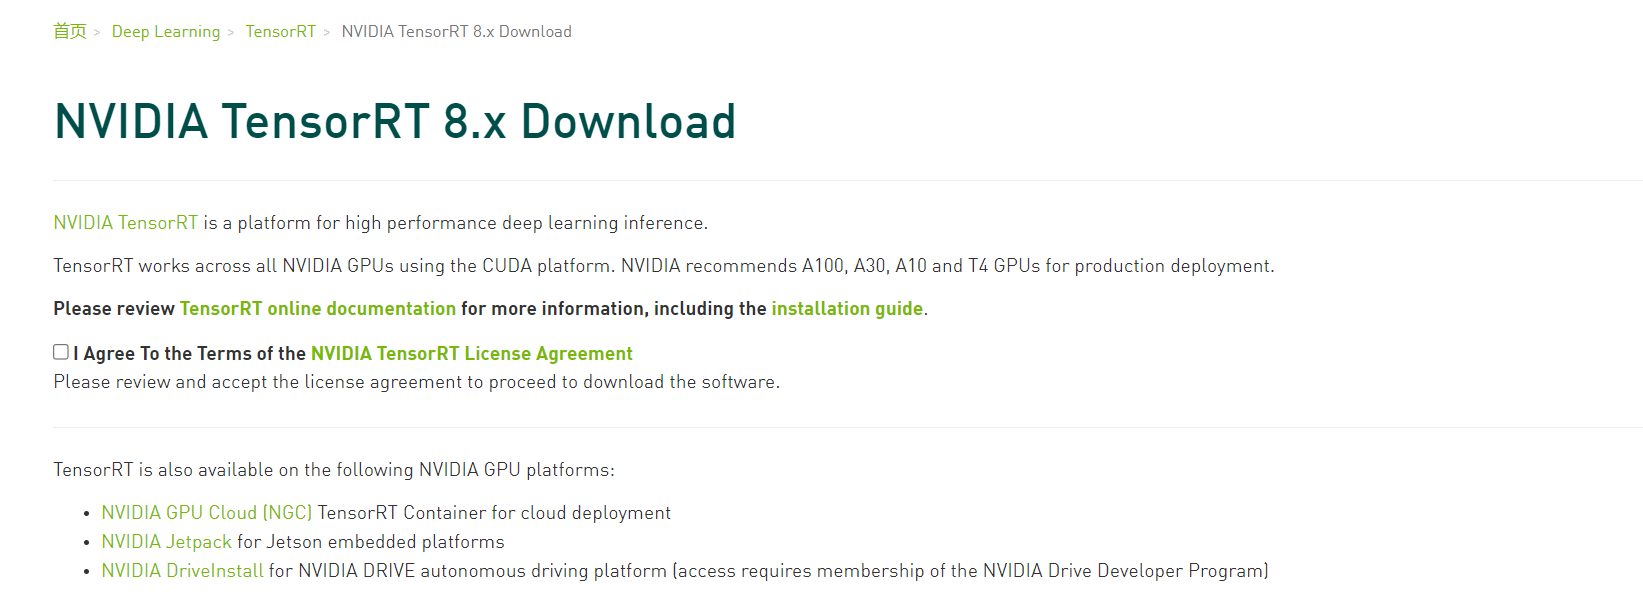 首页 > Deep Learning > TensorRT > NVIDIA TensorRT 8.x Download
NVIDIA TensorRT 8.x Download
NVIDIA TensorRT is a platform for high performance deep learning inference.
TensorRT works across all NVIDIA GPUs using the CUDA platform. NVIDIA recommends A100, A30, A10 and T4 GPUs for production deployment.
Please review TensorRT online documentation for more information, including the installation guide.
I Agree To the Terms of the NVIDIA TensorRT License Agreement
Please review and accept the license agreement to proceed to download the software.
TensorRT is also available on the following NVIDIA GPU platforms:
• NVIDIA GPU Cloud (NGC) TensorRT Container for cloud deployment
• NVIDIA Jetpack for Jetson embedded platforms
• NVIDIA DriveInstall for NVIDIA DRIVE autonomous driving platform (access requires membership of the NVIDIA Drive Developer Program)